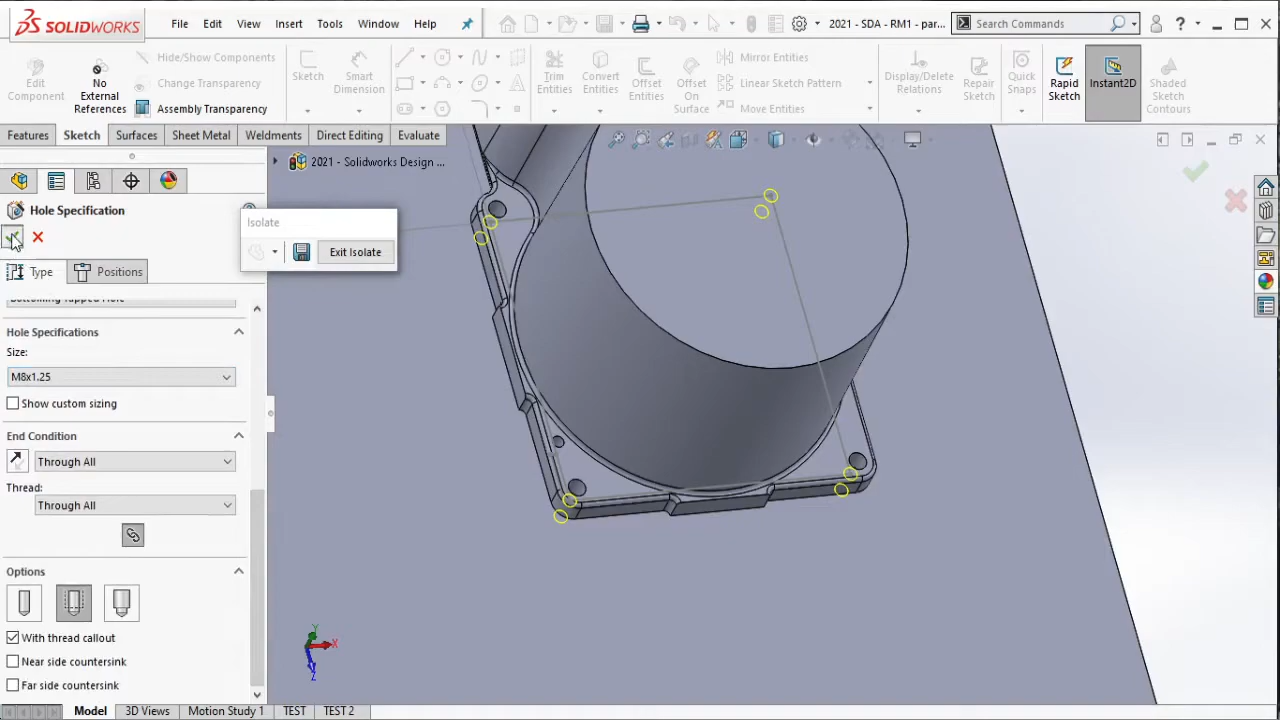 SOLIDWORKS
File
Edit
View
Insert
Tools
Window
Help
2021 - SDA - RM1 - par...
Search Commands
?
Edit Component
No External References
Hide/Show Components
Change Transparency
Assembly Transparency
Sketch
Smart Dimension
Trim Entities
Convert Entities
Offset Entities
Offset On Surface
Mirror Entities
Linear Sketch Pattern
Move Entities
Display/Delete Relations
Repair Sketch
Quick Snaps
Rapid Sketch
Instant2D
Shaded Sketch Contours
Features
Sketch
Surfaces
Sheet Metal
Weldments
Direct Editing
Evaluate
2021 - Solidworks Design ...
Hole Specification
Isolate
Exit Isolate
Type
Positions
Bottoming Tapped Hole
Hole Specifications
Size:
M8x1.25
Show custom sizing
End Condition
Through All
Thread:
Through All
Options
With thread callout
Near side countersink
Far side countersink
Y
X
Z
Model
3D Views
Motion Study 1
TEST
TEST 2